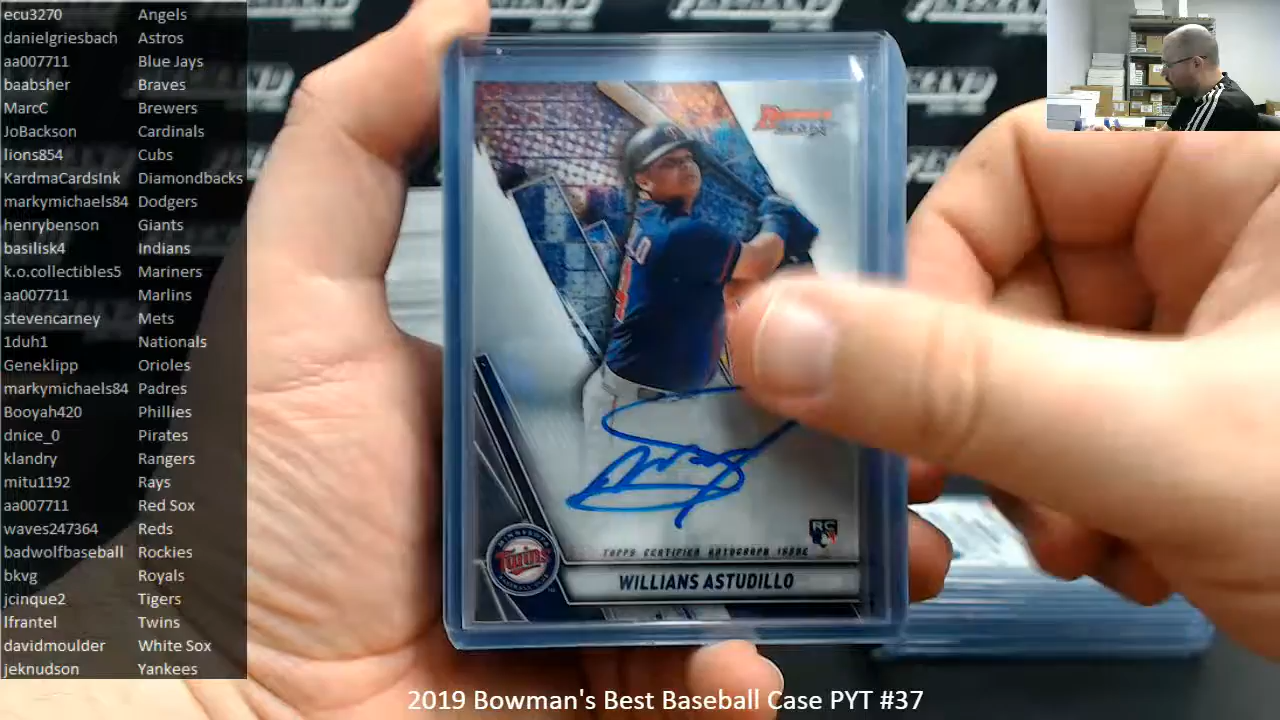 ecu3270 Angels
danielgriesbach Astros
aa007711 Blue Jays
baabsher Braves
MarcC Brewers
JoBackson Cardinals
lions854 Cubs
KardmaCardsInk Diamondbacks
markymichaels84 Dodgers
henrybenson Giants
basilisk4 Indians
k.o.collectibles5 Mariners
aa007711 Marlins
stevencarney Mets
1duh1 Nationals
Geneklipp Orioles
markymichaels84 Padres
Booyah420 Phillies
dnice_0 Pirates
klandry Rangers
mitu1192 Rays
aa007711 Red Sox
waves247364 Reds
badwolfbaseball Rockies
bkvg Royals
jcinque2 Tigers
lfrantel Twins
davidmoulder White Sox
jeknudson Yankees
Bowman's
BEST
RC
TOPPS CERTIFIED AUTOGRAPH ISSUE
Twins
WILLIANS ASTUDILLO
2019 Bowman's Best Baseball Case PYT #37